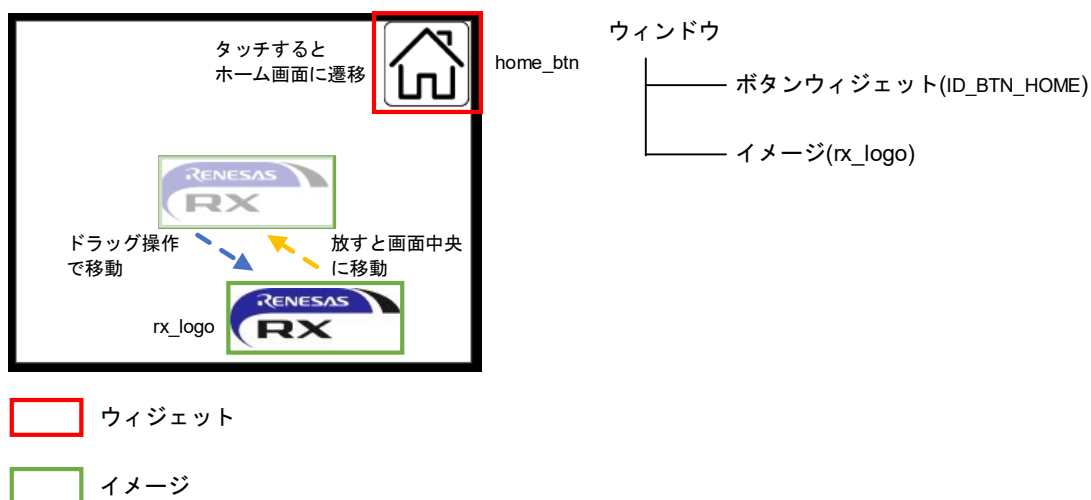 タッチすると
ホーム画面に遷移
home_btn
RENESAS
RX
ドラッグ操作
で移動
放すと画面中央
に移動
rx_logo
RENESAS
RX
ウィンドウ
ボタンウィジェット(ID_BTN_HOME)
イメージ(rx_logo)
ウィジェット
イメージ